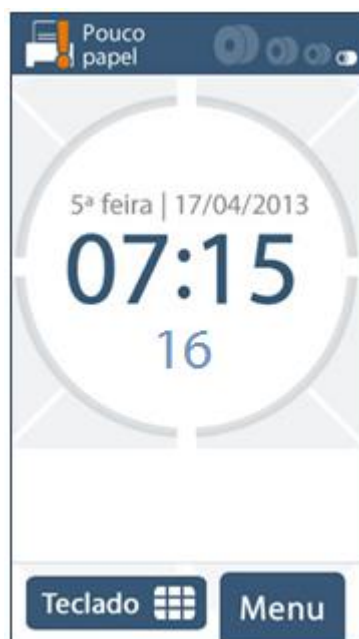 Pouco
papel
5ª feira | 17/04/2013
07:15
16
Teclado
Menu